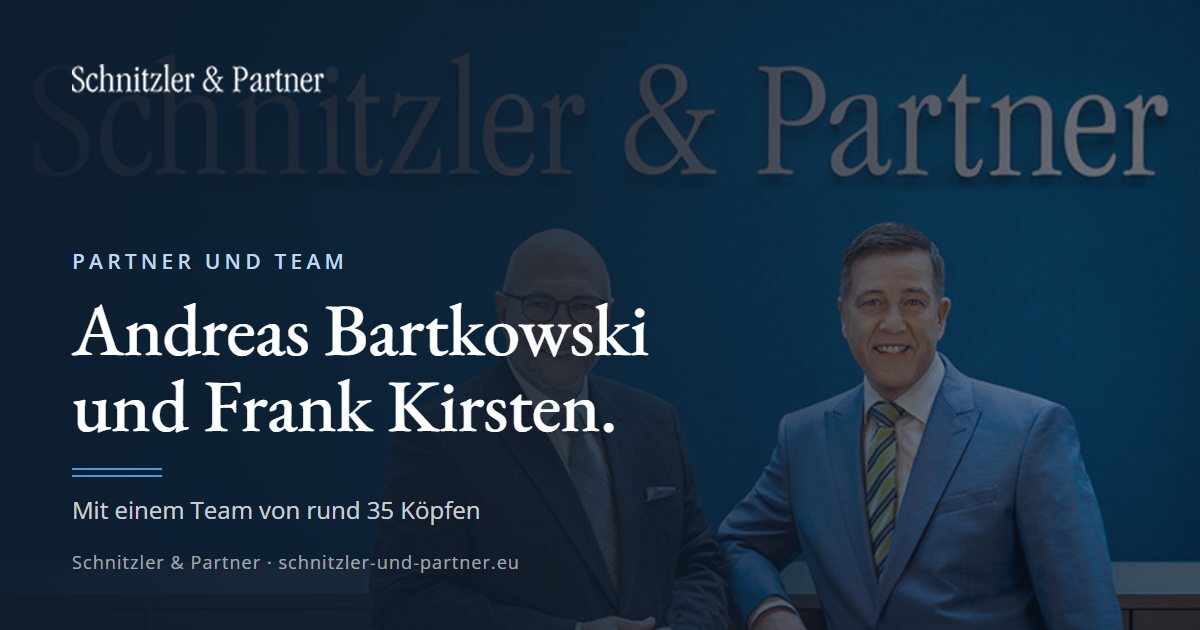 Schnitzler & Partner
Schnitzler & Partner
PARTNER UND TEAM
Andreas Bartkowski
und Frank Kirsten.
Mit einem Team von rund 35 Köpfen
Schnitzler & Partner · schnitzler-und-partner.eu